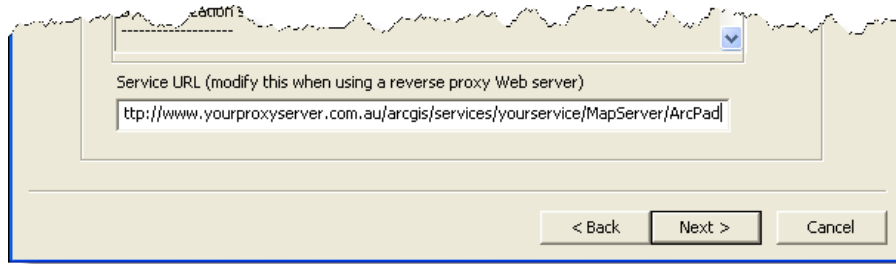 Service URL (modify this when using a reverse proxy Web server)
ttp://www.yourproxyserver.com.au/arcgis/services/yourservice/MapServer/ArcPad
< Back
Next >
Cancel